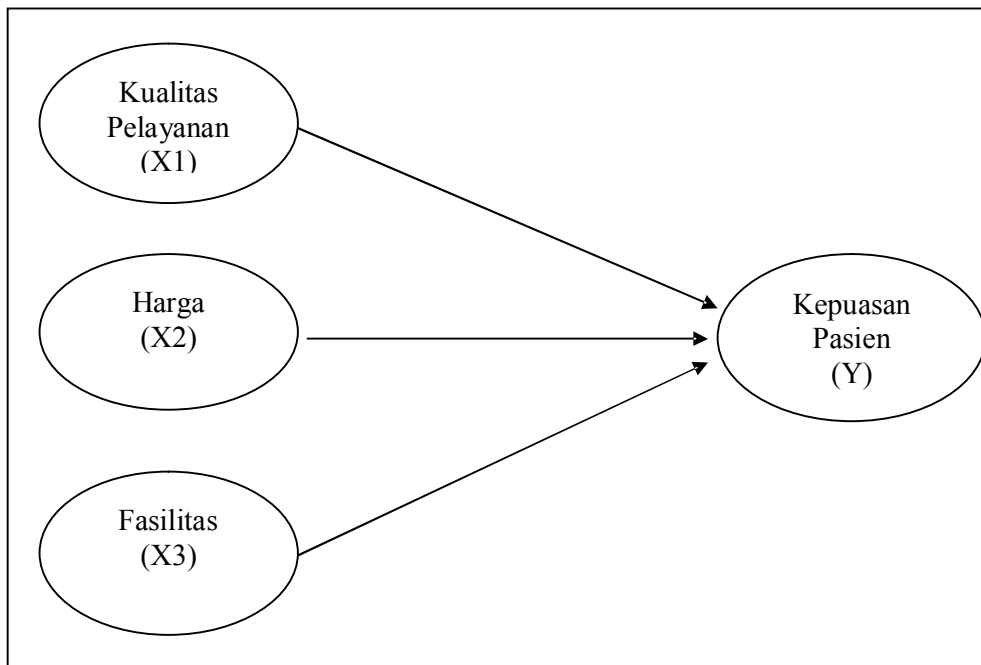 Kualitas
Pelayanan
(X1)
Harga
(X2)
Kepuasan
Pasien
(Y)
Fasilitas
(X3)